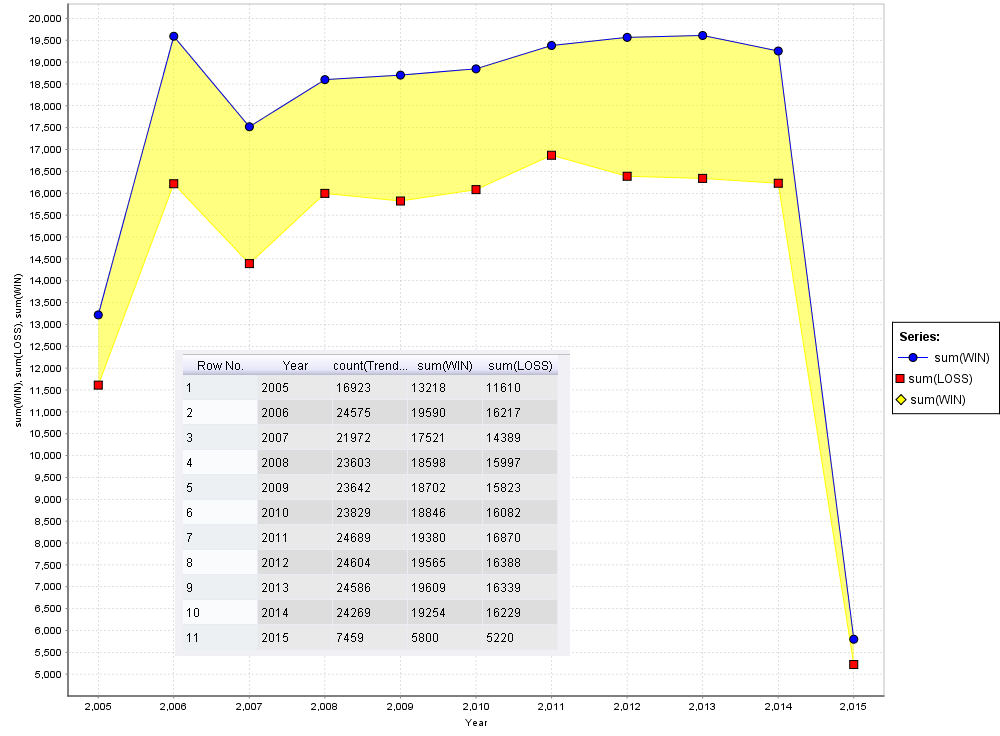 20,000
19,500
19,000
18,500
18,000
17,500
17,000
16,500
16,000
15,500
15,000
14,500
14,000
13,500
13,000
12,500
12,000
11,500
11,000
10,500
10,000
9,500
9,000
8,500
8,000
7,500
7,000
6,500
6,000
5,500
5,000
sum(WIN), sum(LOSS), sum(WIN)
Row No. Year count(Trend... sum(WIN) sum(LOSS)
1 2005 16923 13218 11610
2 2006 24575 19590 16217
3 2007 21972 17521 14389
4 2008 23603 18598 15997
5 2009 23642 18702 15823
6 2010 23829 18846 16082
7 2011 24689 19380 16870
8 2012 24604 19565 16388
9 2013 24586 19609 16339
10 2014 24269 19254 16229
11 2015 7459 5800 5220
2,005 2,006 2,007 2,008 2,009 2,010 2,011 2,012 2,013 2,014 2,015
Year
Series:
sum(WIN)
sum(LOSS)
sum(WIN)